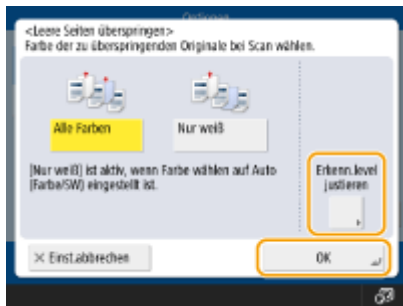 <Leere Seiten überspringen>
Farbe der zu überspringenden Originale bei Scan wählen.
Alle Farben
Nur weiß
[Nur weiß] ist aktiv, wenn Farbe wählen auf Auto
(Farbe/SW) eingestellt ist.
Erkenn.level
justieren
× Einst.abbrechen
OK